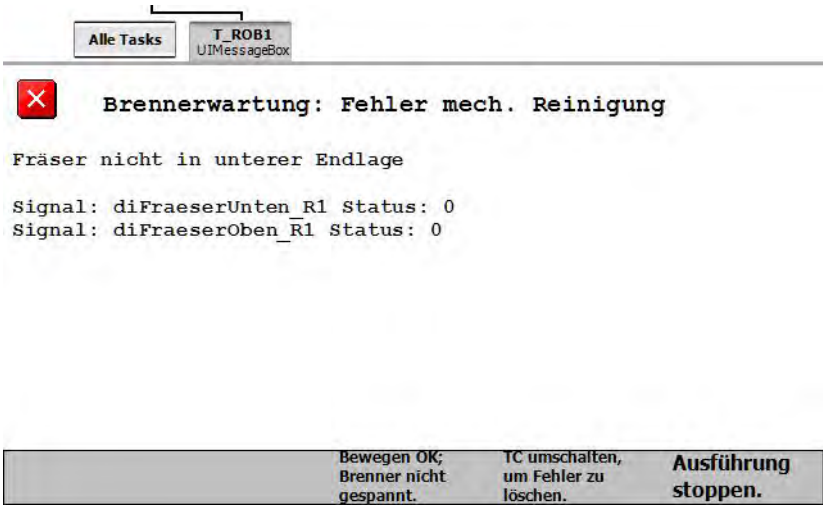 Alle Tasks
T_ROB1
UIMessageBox
Brennerwartung: Fehler mech. Reinigung
Fräser nicht in unterer Endlage
Signal: diFraeserUnten_R1 Status: 0
Signal: diFraeserOben_R1 Status: 0
Bewegen OK;
Brenner nicht
gespannt.
TC umschalten,
um Fehler zu
löschen.
Ausführung
stoppen.